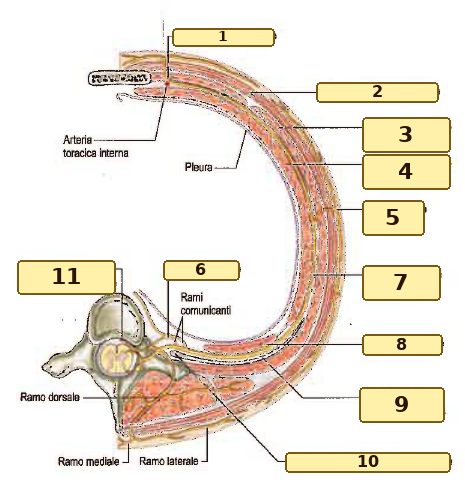 1
2
3
Arteria
toracica interna
4
Pleura
5
6
11
7
Rami
comunicanti
8
Ramo dorsale
9
10
Ramo mediale
Ramo laterale